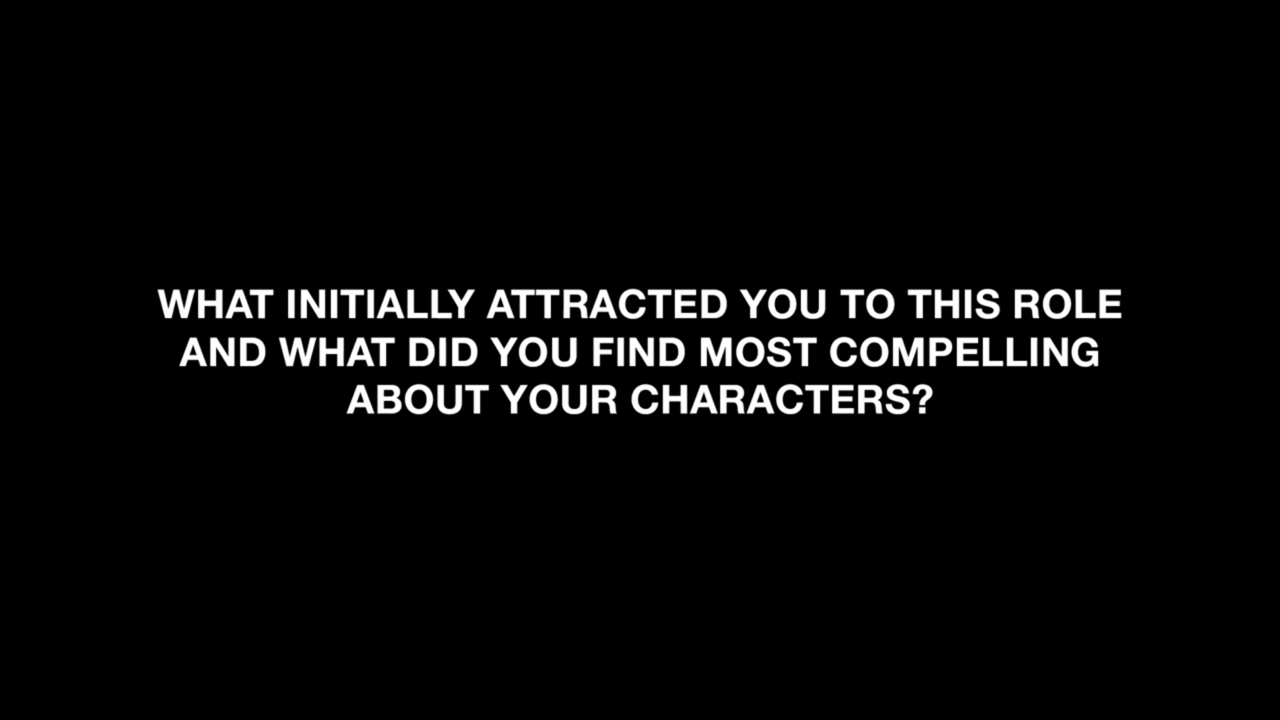 WHAT INITIALLY ATTRACTED YOU TO THIS ROLE
AND WHAT DID YOU FIND MOST COMPELLING
ABOUT YOUR CHARACTERS?